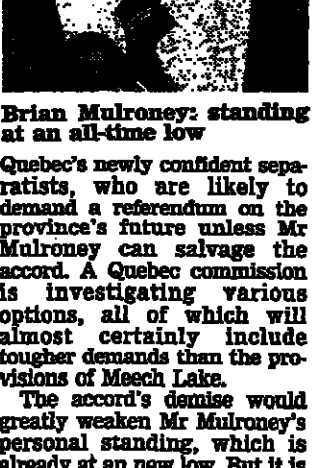 Brian Mulroney: standing
at an all-time low
Quebec's newly confident sepa-
ratists, who are likely to
demand a referendum on the
province's future unless Mr
Mulroney can salvage the
accord. A Quebec commission
is investigating various
options, all of which will
almost certainly include
tougher demands than the pro-
visions of Meech Lake.
The accord's demise would
greatly weaken Mr Mulroney's
personal standing, which is
already at an new low. But it is